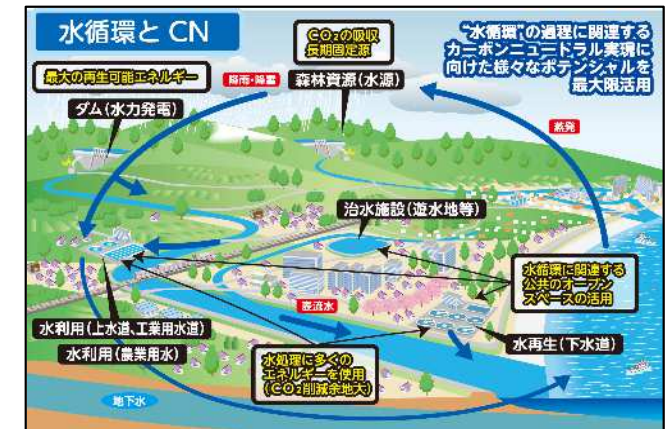 水循環とCN
CO₂の吸収
長期固定源
"水循環"の過程に関連する
カーボンニュートラル実現に
向けた様々なポテンシャルを
最大限活用
最大の再生可能エネルギー
降雨・降雪
森林資源(水源)
ダム(水力発電)
蒸発
治水施設(遊水地等)
水循環に関連する
公共のオープン
スペースの活用
表流水
水利用(上水道、工業用水道)
水利用(農業用水)
水再生(下水道)
水処理に多くの
エネルギーを使用
(CO₂削減余地大)
地下水